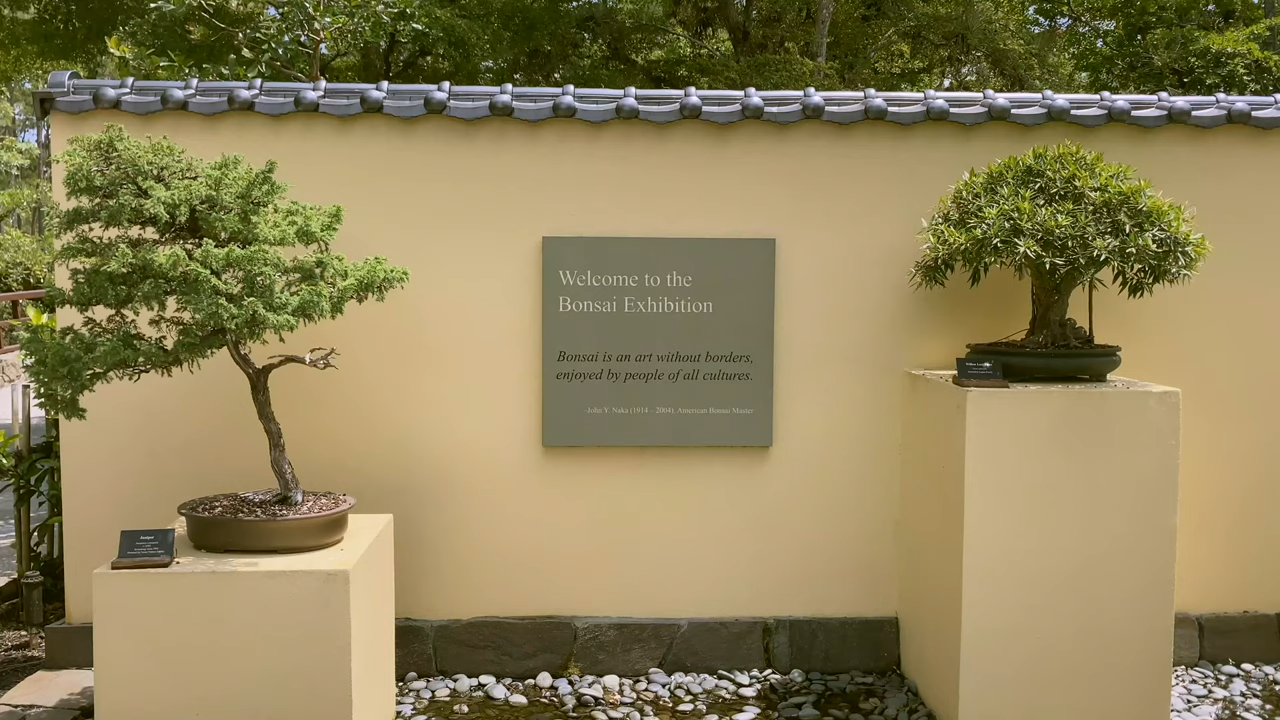 Welcome to the
Bonsai Exhibition
Bonsai is an art without borders,
enjoyed by people of all cultures.
- John Y. Naka (1914 – 2004), American Bonsai Master
Juniper